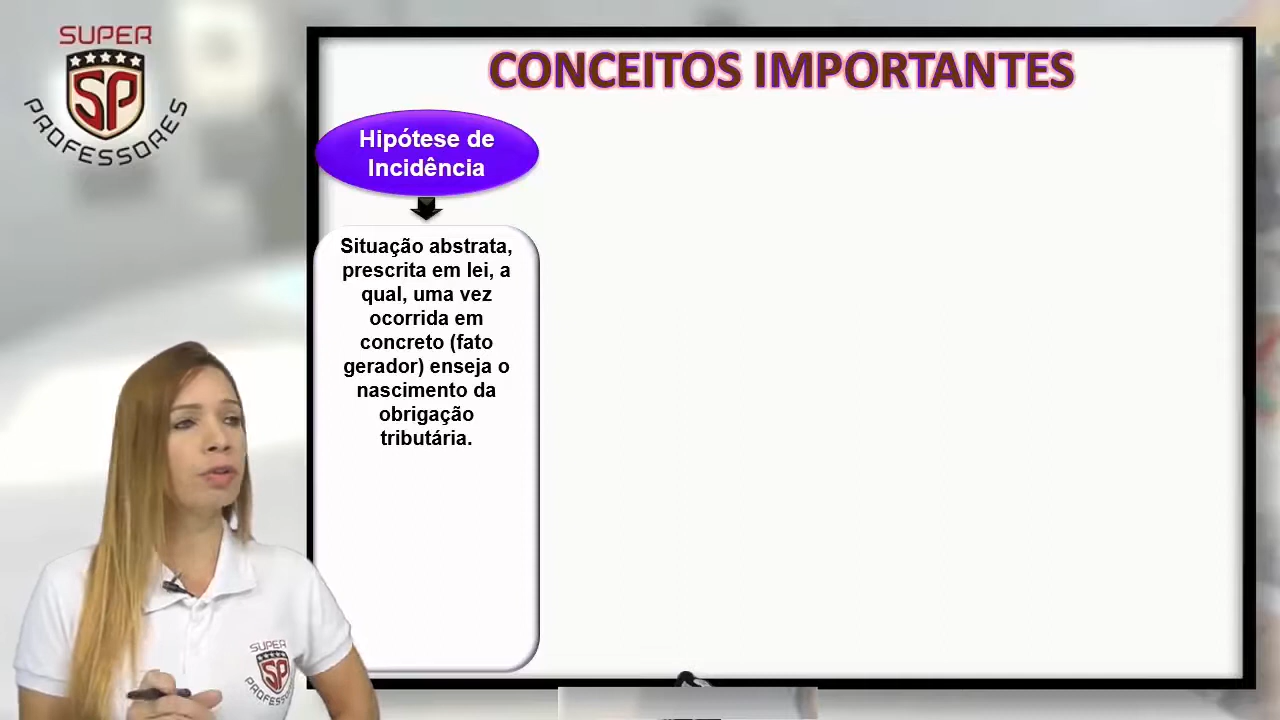 SUPER
SP
PROFESSORES
CONCEITOS IMPORTANTES
Hipótese de
Incidência
Situação abstrata,
prescrita em lei, a
qual, uma vez
ocorrida em
concreto (fato
gerador) enseja o
nascimento da
obrigação
tributária.
SUPER
SP
PROFESSORES